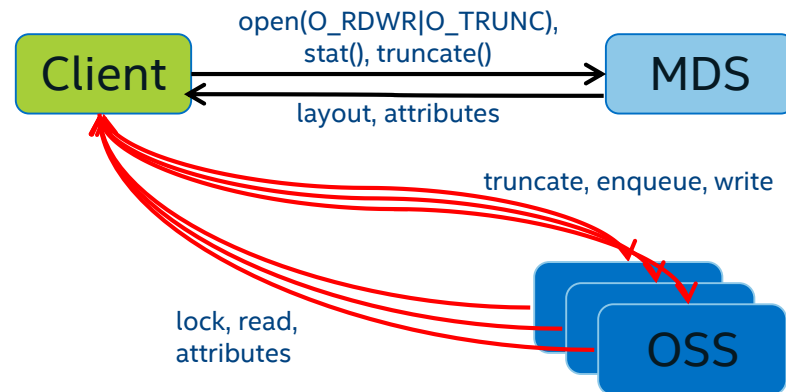 open(O_RDWR|O_TRUNC),
stat(), truncate()
Client
MDS
layout, attributes
truncate, enqueue, write
lock, read,
attributes
OSS